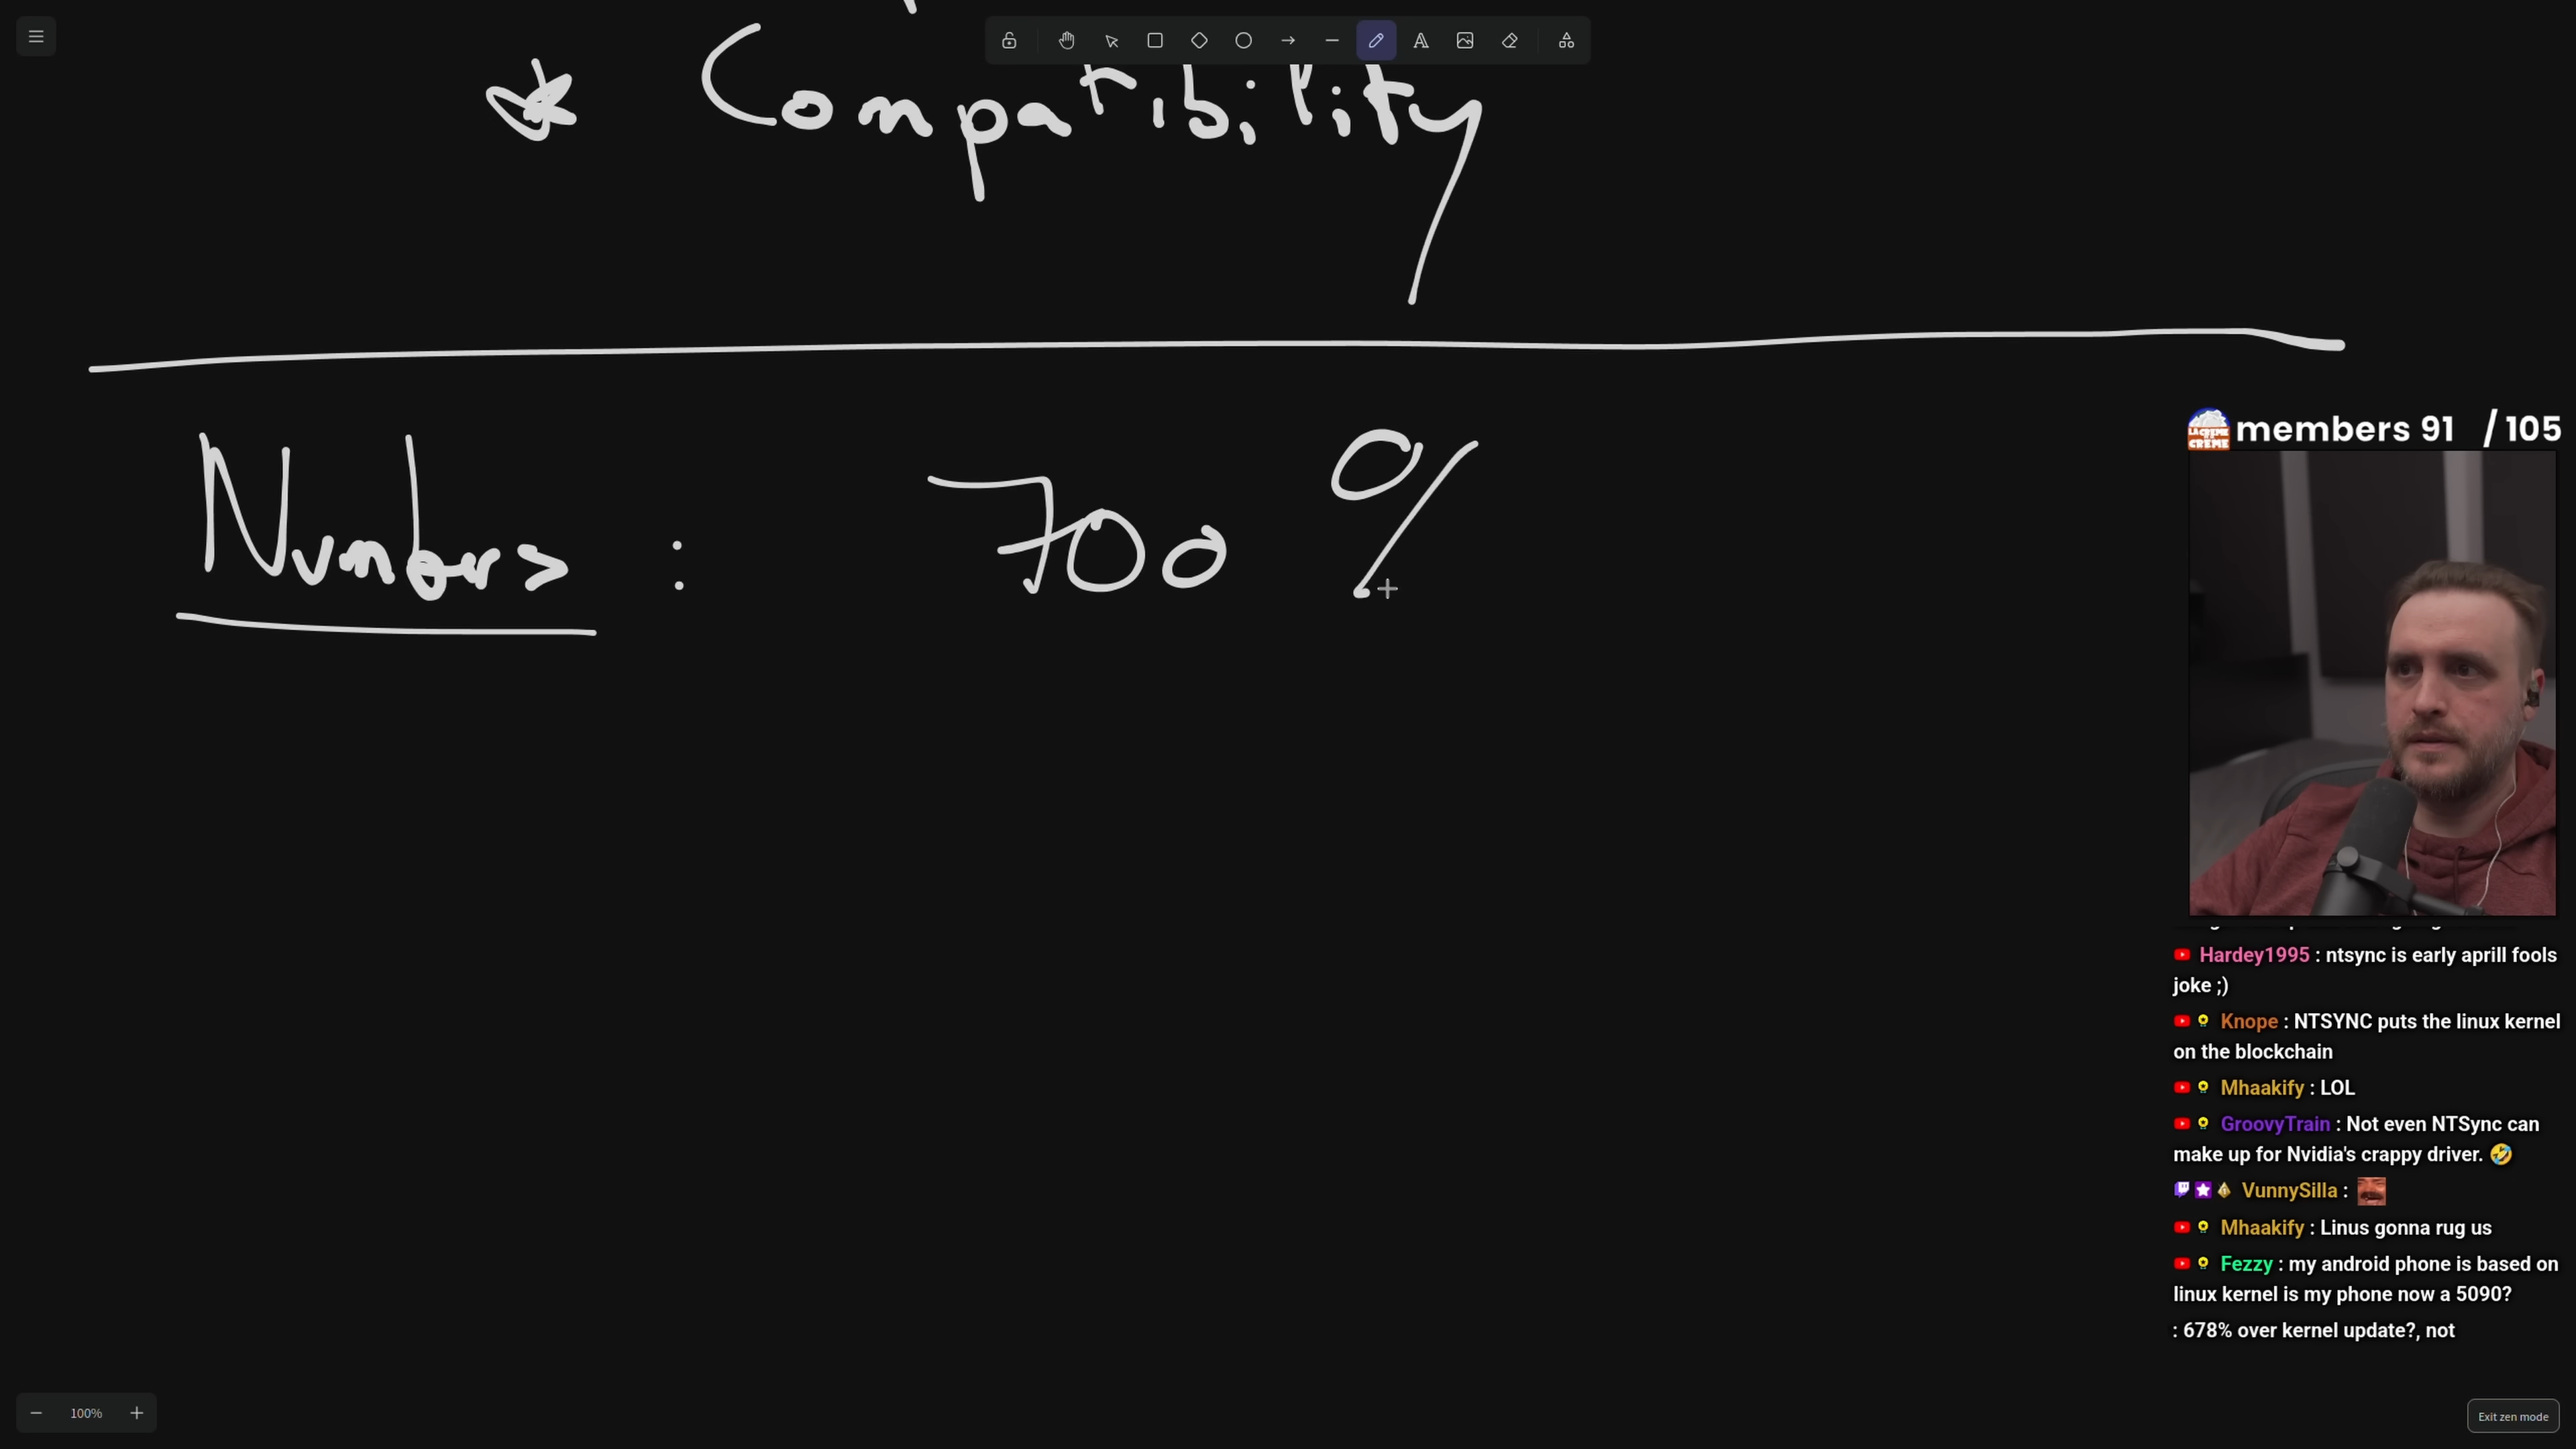 * Compatibility
Numbers : 700 %
members 91 / 105
LA CREME
CREME
Hardey1995 : ntsync is early aprill fools
joke ;)
Knope : NTSYNC puts the linux kernel
on the blockchain
Mhaakify : LOL
GroovyTrain : Not even NTSync can
make up for Nvidia's crappy driver. 🤣
VunnySilla :
Mhaakify : Linus gonna rug us
Fezzy : my android phone is based on
linux kernel is my phone now a 5090?
: 678% over kernel update?, not
100%
Exit zen mode